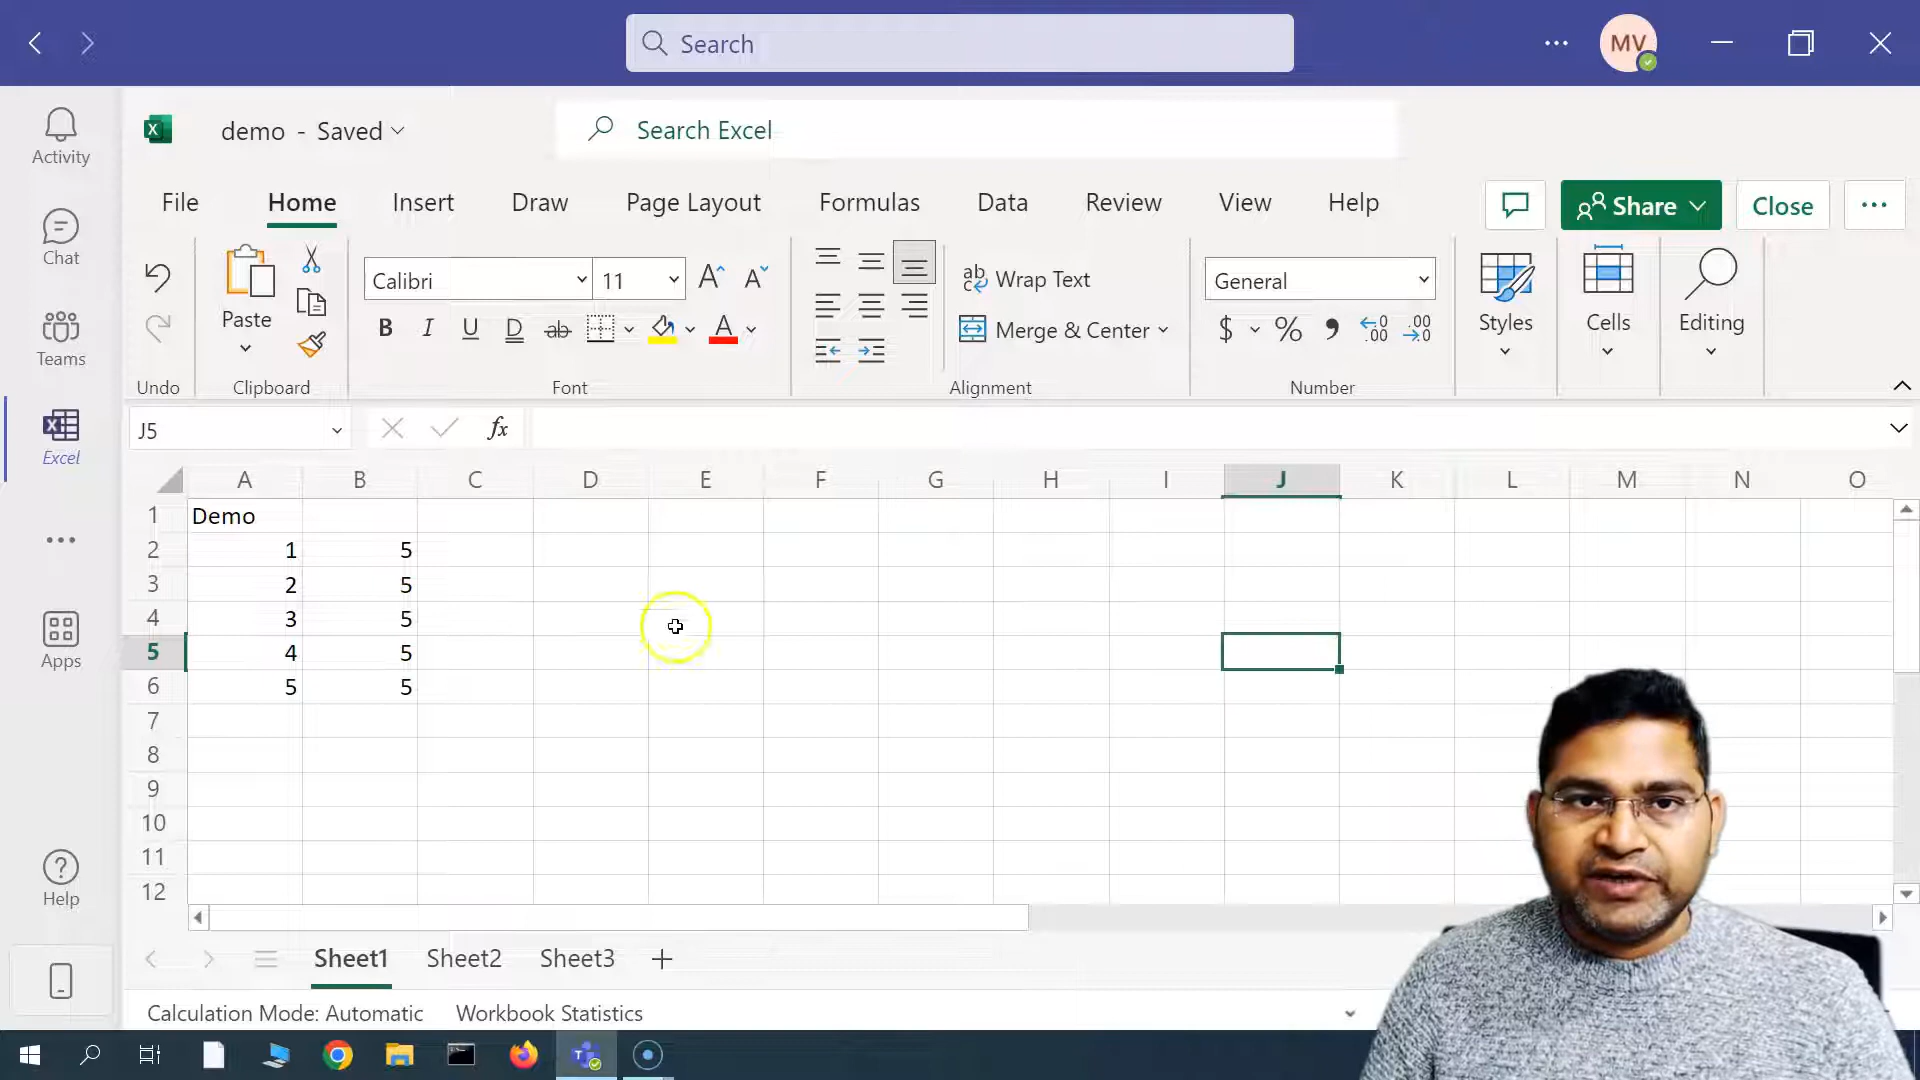 Search
MV
Activity
Chat
Teams
Excel
Apps
Help
demo - Saved
Search Excel
File Home Insert Draw Page Layout Formulas Data Review View Help
Share
Close
Paste
Undo
Clipboard
Calibri
11
B I U D ab
A
Font
ab
c
Wrap Text
Merge & Center
Alignment
General
$ % , .00 .00
Number
Styles
Cells
Editing
J5
fx
A B C D E F G H I J K L M N O
1 Demo
2 1 5
3 2 5
4 3 5
5 4 5
6 5 5
7
8
9
10
11
12
Sheet1 Sheet2 Sheet3
Calculation Mode: Automatic Workbook Statistics